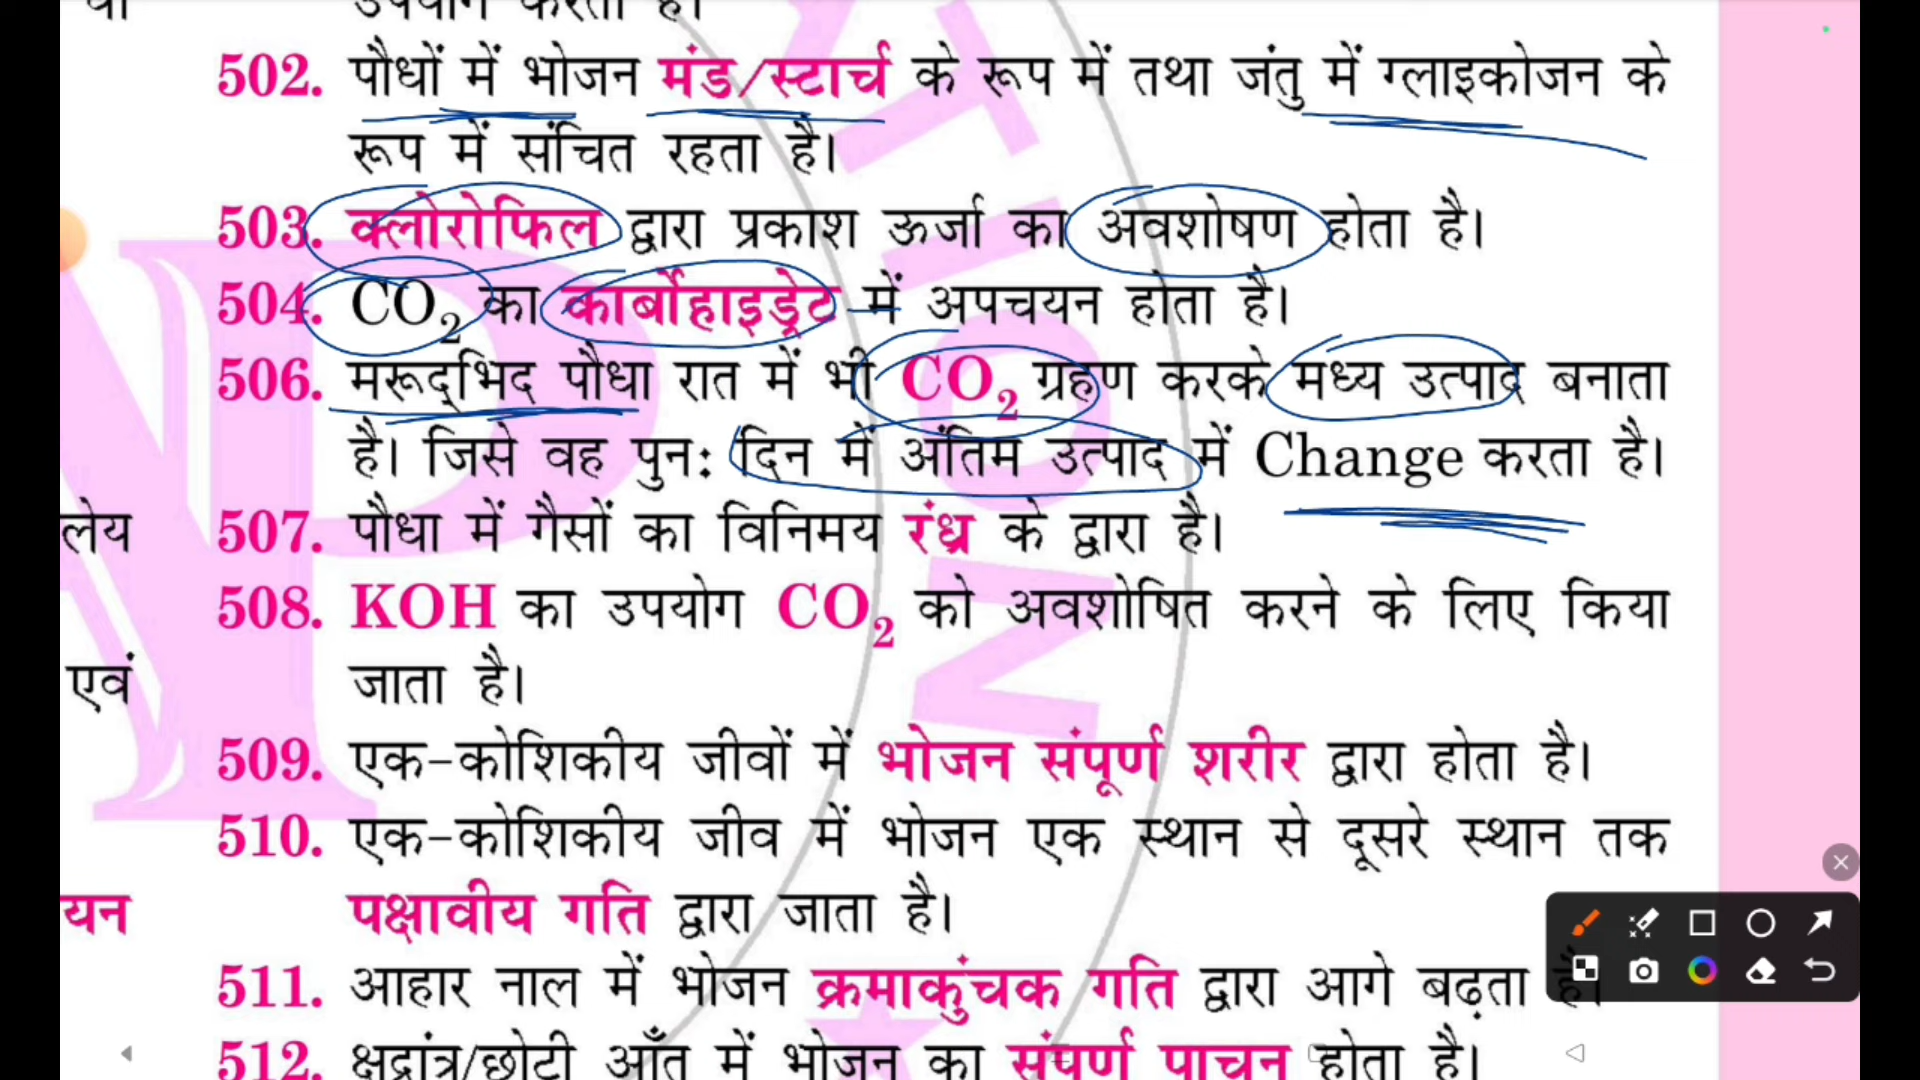 उपयोग करता है।
502. पौधों में भोजन मंड/स्टार्च के रूप में तथा जंतु में ग्लाइकोजन के
रूप में संचित रहता है।
503. क्लोरोफिल द्वारा प्रकाश ऊर्जा का अवशोषण होता है।
504. CO₂ का कार्बोहाइड्रेट में अपचयन होता है।
506. मरूद्भिद पौधा रात में भी CO₂ ग्रहण करके मध्य उत्पाद बनाता
है। जिसे वह पुनः दिन में अंतिम उत्पाद में Change करता है।
लेय
507. पौधा में गैसों का विनिमय रंध्र के द्वारा है।
508. KOH का उपयोग CO₂ को अवशोषित करने के लिए किया
एवं
जाता है।
509. एक-कोशिकीय जीवों में भोजन संपूर्ण शरीर द्वारा होता है।
510. एक-कोशिकीय जीव में भोजन एक स्थान से दूसरे स्थान तक
यन
पक्षावीय गति द्वारा जाता है।
511. आहार नाल में भोजन क्रमाकुंचक गति द्वारा आगे बढ़ता है।
512. क्षुद्रांत्र/छोटी आँत में भोजन का संपूर्ण पाचन होता है।